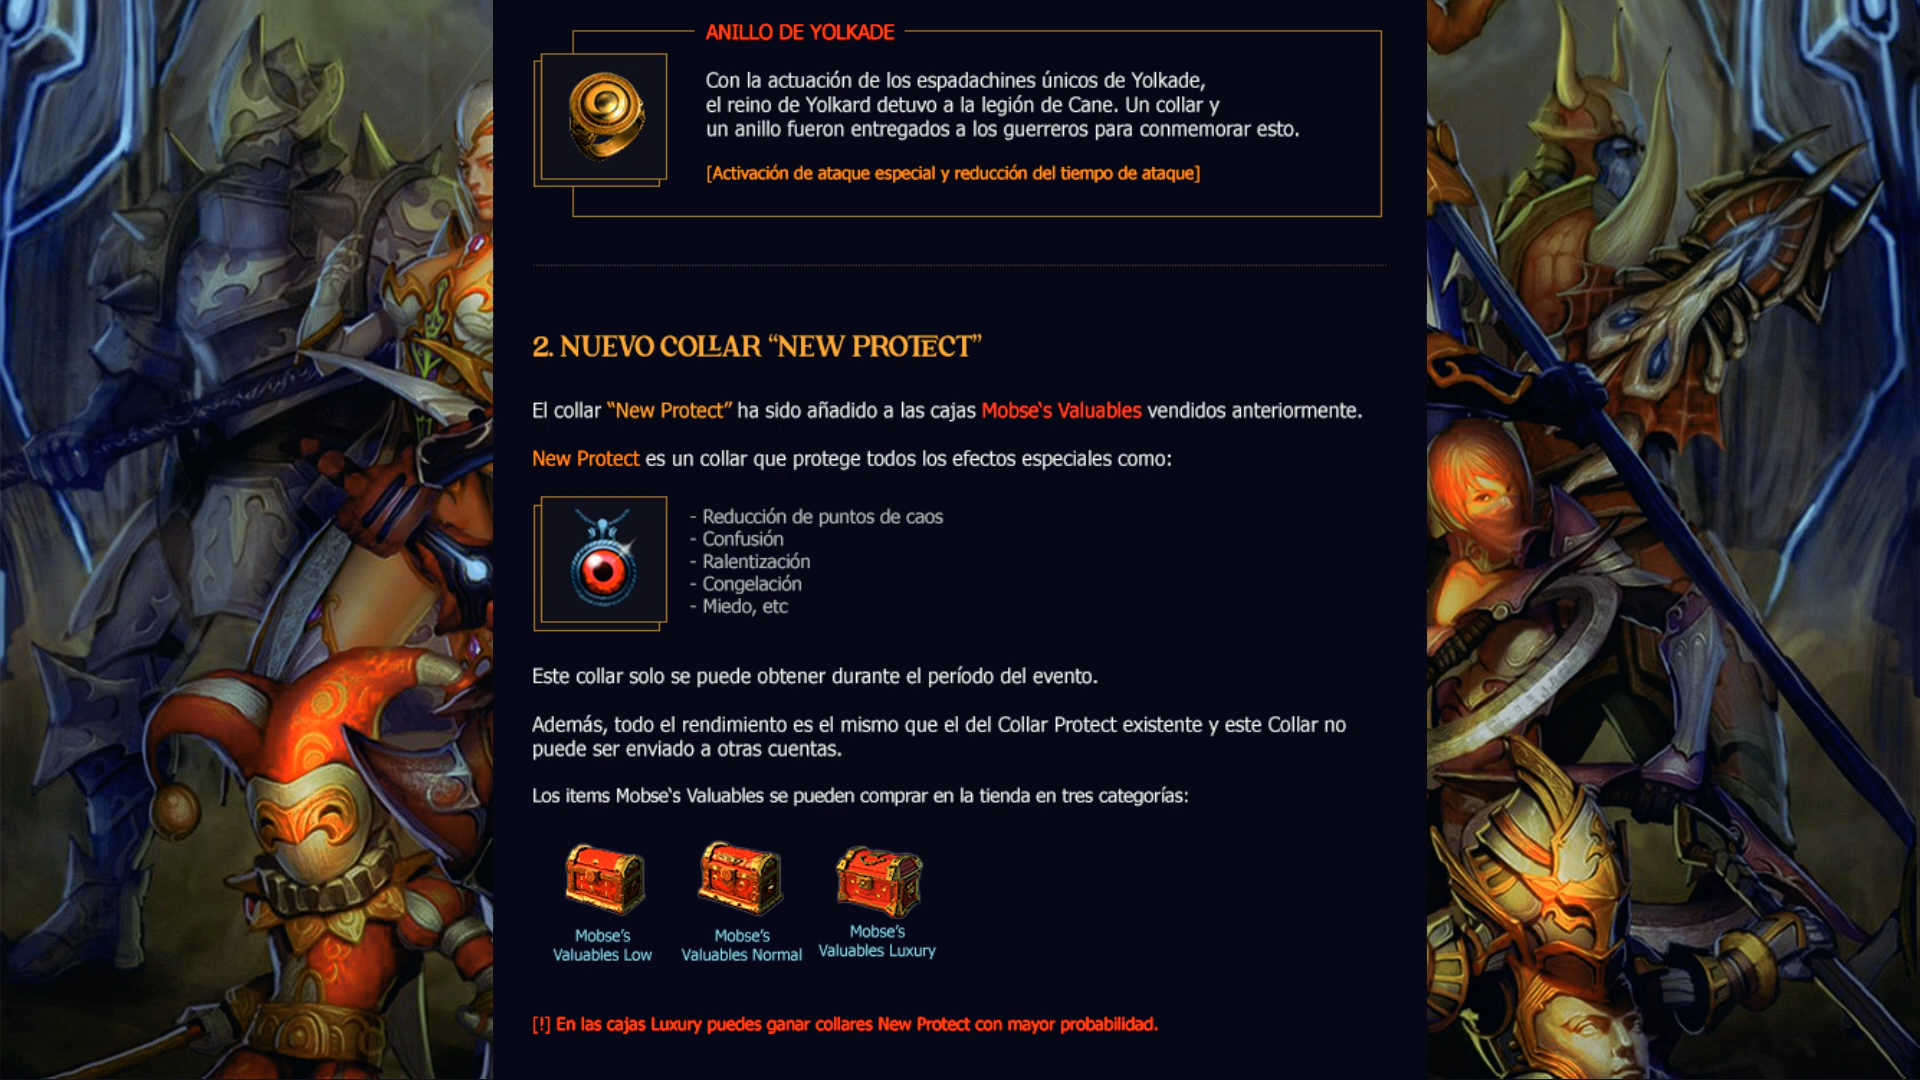 ANILLO DE YOLKADE
Con la actuación de los espadachines únicos de Yolkade,
el reino de Yolkard detuvo a la legión de Cane. Un collar y
un anillo fueron entregados a los guerreros para conmemorar esto.
[Activación de ataque especial y reducción del tiempo de ataque]
2. NUEVO COLLAR “NEW PROTECT”
El collar “New Protect” ha sido añadido a las cajas Mobse‘s Valuables vendidos anteriormente.
New Protect es un collar que protege todos los efectos especiales como:
- Reducción de puntos de caos
- Confusión
- Ralentización
- Congelación
- Miedo, etc
Este collar solo se puede obtener durante el período del evento.
Además, todo el rendimiento es el mismo que el del Collar Protect existente y este Collar no
puede ser enviado a otras cuentas.
Los items Mobse‘s Valuables se pueden comprar en la tienda en tres categorías:
Mobse’s
Valuables Low
Mobse’s
Valuables Normal
Mobse’s
Valuables Luxury
[!] En las cajas Luxury puedes ganar collares New Protect con mayor probabilidad.